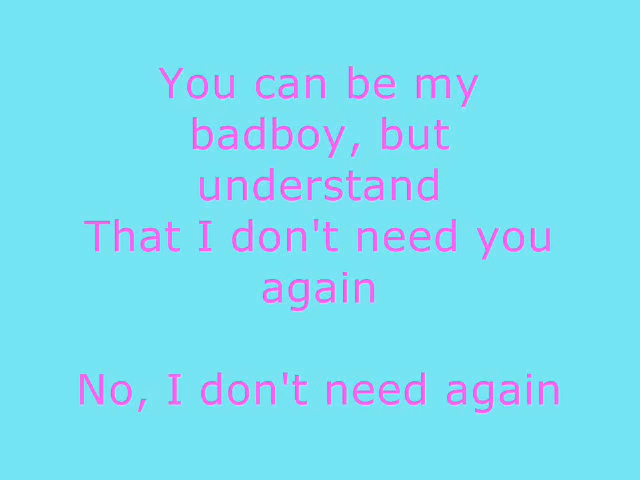 You can be my
badboy, but
understand
That I don't need you
again
No, I don't need again